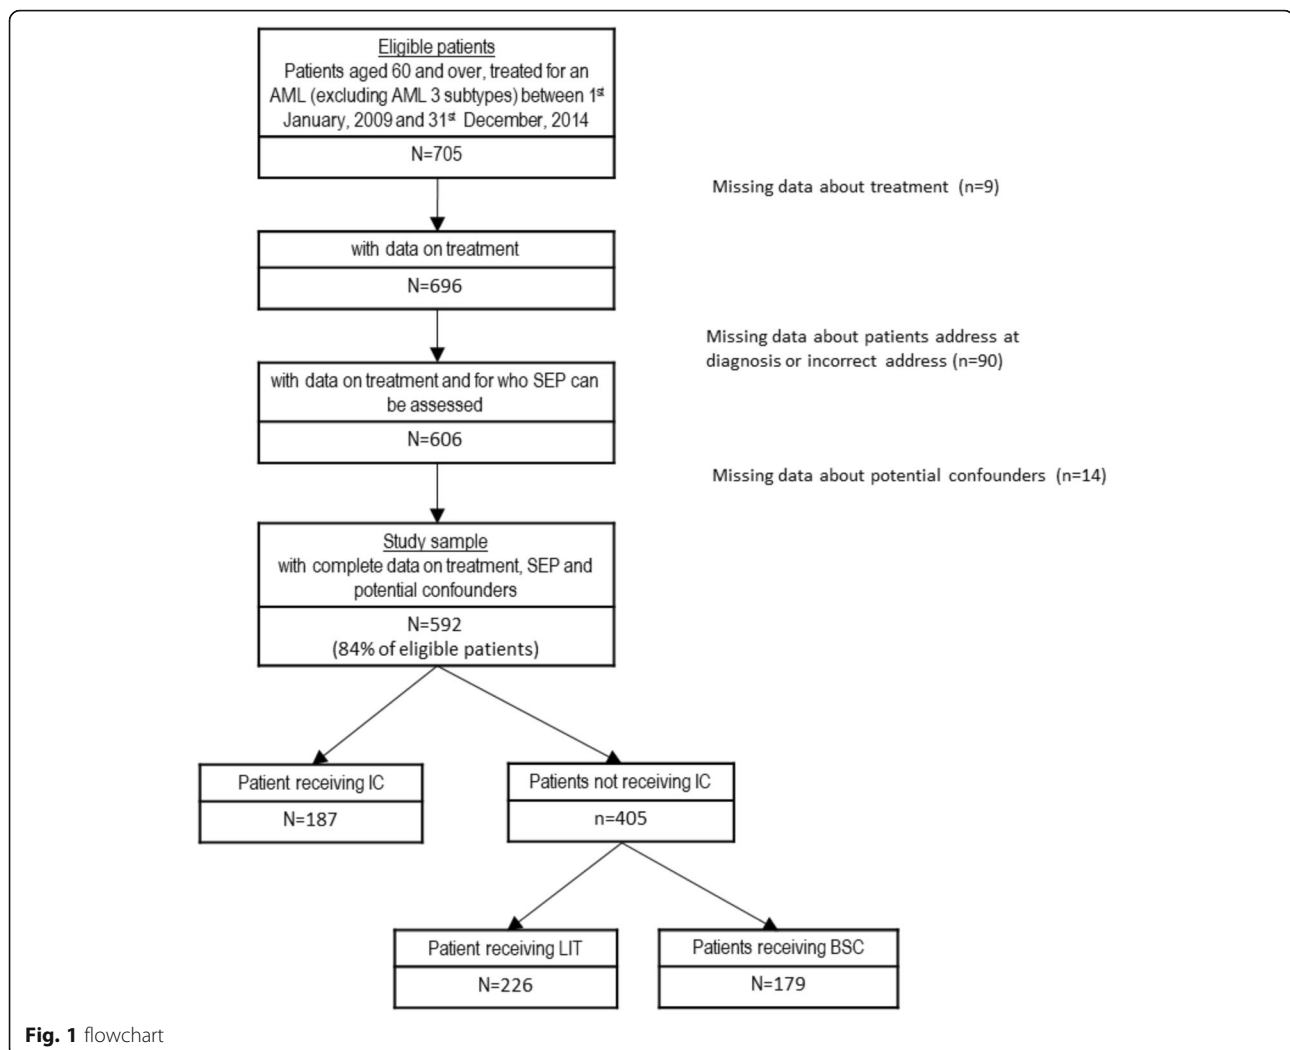 Eligible patients
Patients aged 60 and over, treated for an
AML (excluding AML 3 subtypes) between 1st
January, 2009 and 31st December, 2014
N=705
Missing data about treatment (n=9)
with data on treatment
N=696
Missing data about patients address at
diagnosis or incorrect address (n=90)
with data on treatment and for who SEP can
be assessed
N=606
Missing data about potential confounders (n=14)
Study sample
with complete data on treatment, SEP and
potential confounders
N=592
(84% of eligible patients)
Patient receiving IC
N=187
Patients not receiving IC
n=405
Patient receiving LIT
N=226
Patients receiving BSC
N=179
Fig. 1 flowchart